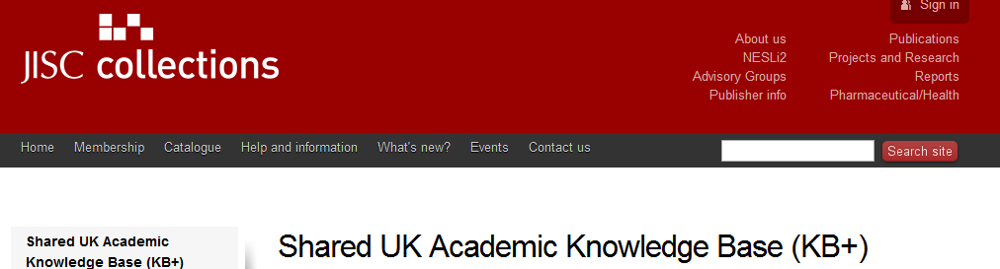 Sign in
JISC collections
About us
NESLi2
Advisory Groups
Publisher info
Publications
Projects and Research
Reports
Pharmaceutical/Health
Home Membership Catalogue Help and information What's new? Events Contact us Search site
Shared UK Academic
Knowledge Base (KB+)
Shared UK Academic Knowledge Base (KB+)